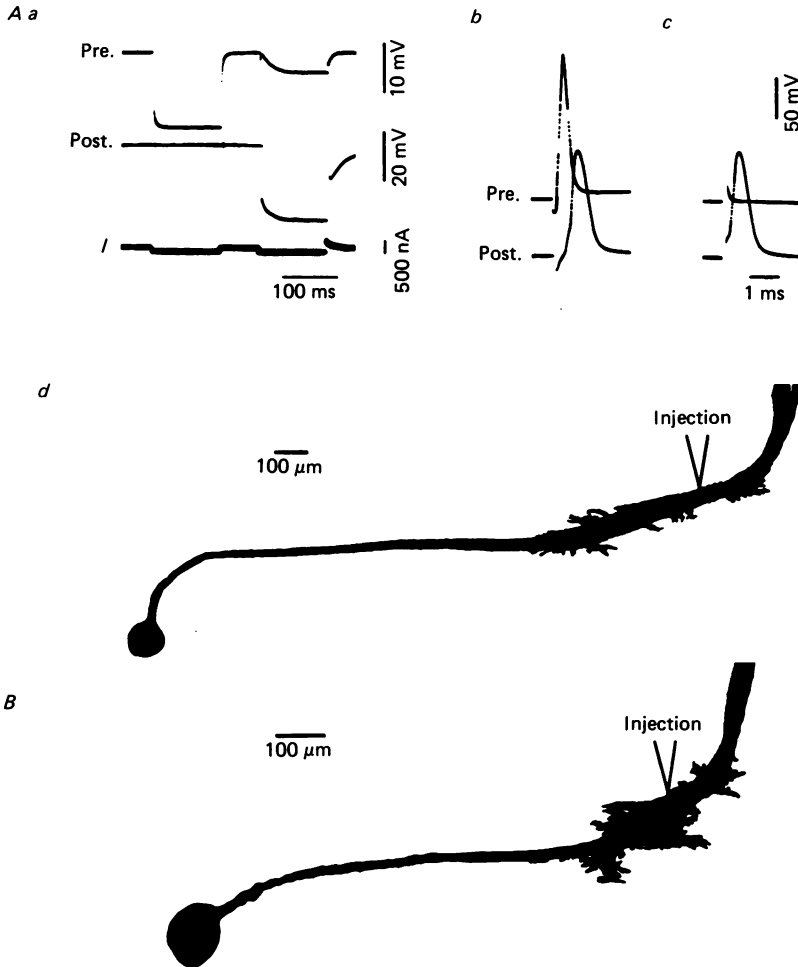 A a
Pre.
10 mV
Post.
20 mV
I
500 nA
100 ms
b
Pre.
Post.
c
50 mV
1 ms
d
Injection
100 μm
B
Injection
100 μm